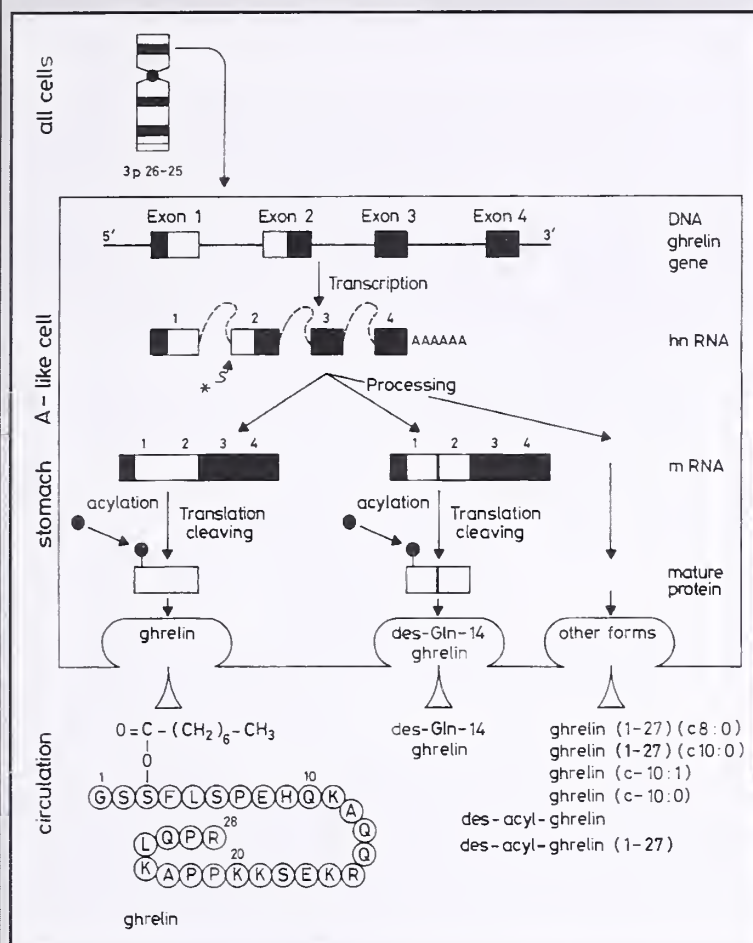 all cells
3p 26-25
Exon 1 Exon 2 Exon 3 Exon 4
5' 3'
DNA
ghrelin
gene
Transcription
1 2 3 4
AAAAAA
hn RNA
*
Processing
stomach A-like cell
1 2 3 4
1 2 3 4
m RNA
acylation
Translation
cleaving
acylation
Translation
cleaving
mature
protein
ghrelin
des-Gln-14
ghrelin
other forms
circulation
O=C-(CH2)6-CH3
O
1 10
G S S F L S P E H Q K A Q Q R K E S K K P P A K L Q P R
20
28
ghrelin
des-Gln-14
ghrelin
ghrelin (1-27) (c8:0)
ghrelin (1-27) (c10:0)
ghrelin (c-10:1)
ghrelin (c-10:0)
des-acyl-ghrelin
des-acyl-ghrelin (1-27)